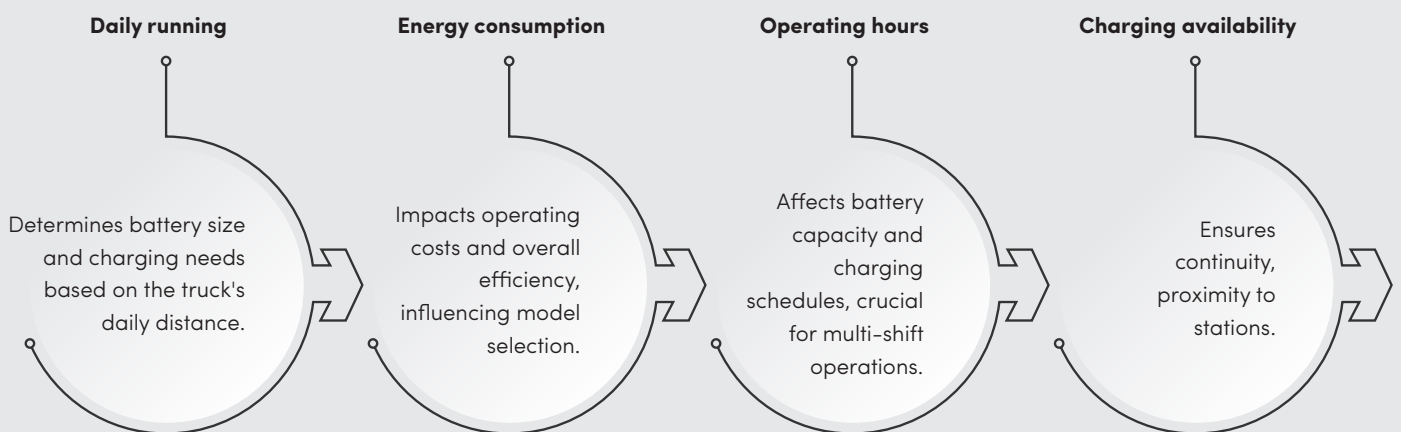 Daily running
Determines battery size
and charging needs
based on the truck's
daily distance.
Energy consumption
Impacts operating
costs and overall
efficiency,
influencing model
selection.
Operating hours
Affects battery
capacity and
charging
schedules, crucial
for multi-shift
operations.
Charging availability
Ensures
continuity,
proximity to
stations.